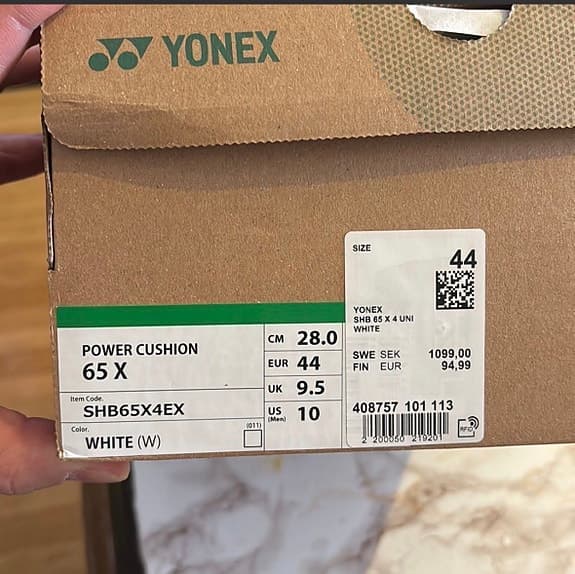 YONEX
POWER CUSHION
65 X
Item Code.
SHB65X4EX
Color.
(011)
WHITE (W)
CM 28.0
EUR 44
UK 9.5
US (Men) 10
SIZE
44
YONEX
SHB 65 X 4 UNI
WHITE
SWE SEK 1099,00
FIN EUR 94,99
408757 101 113
2 200050 219201
RFID